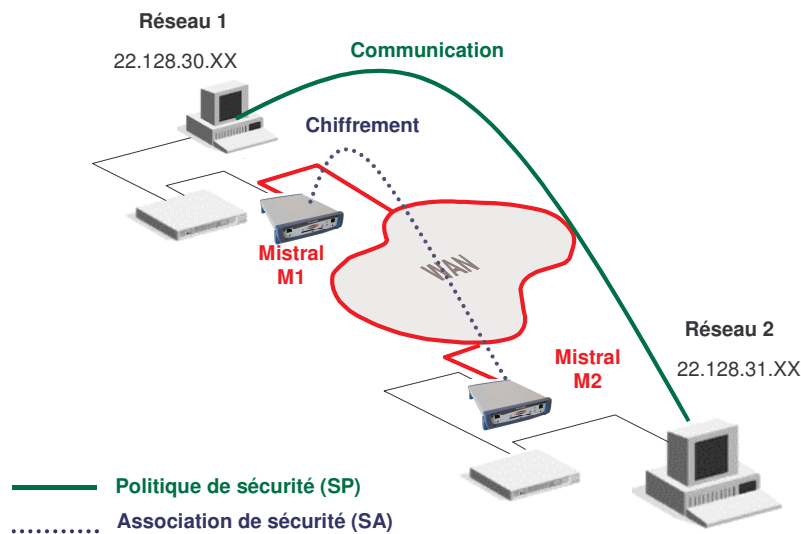 Réseau 1
22.128.30.XX
Communication
Chiffrement
Mistral
M1
WAN
Réseau 2
22.128.31.XX
Mistral
M2
Politique de sécurité (SP)
Association de sécurité (SA)